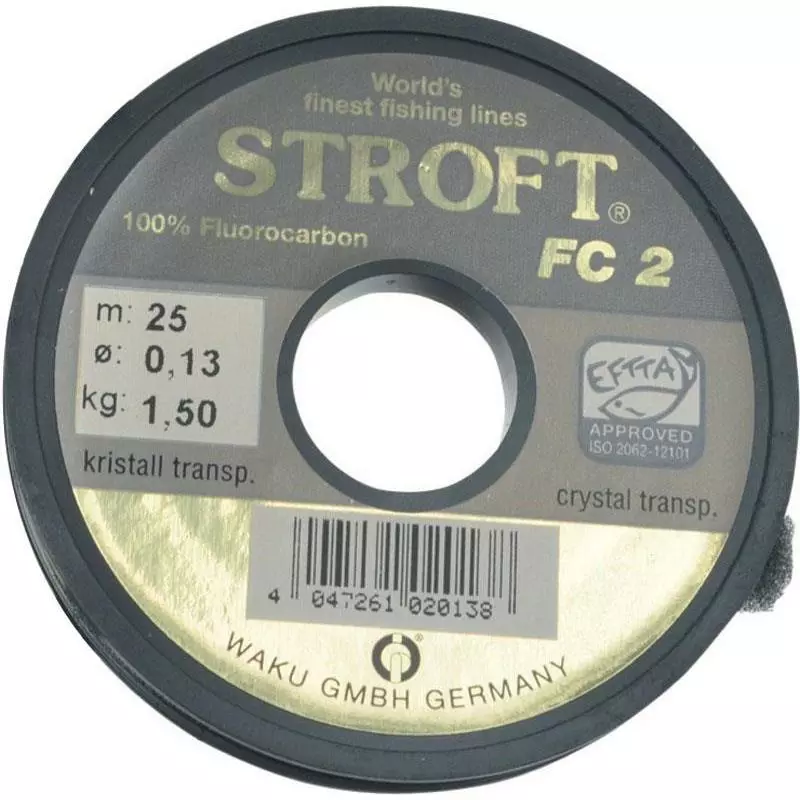 World's
finest fishing lines
STROFT®
100% Fluorocarbon
FC 2
m: 25
ø: 0,13
kg: 1,50
kristall transp.
EFTTA
APPROVED
ISO 2062-12101
crystal transp.
4 047261 020138
®
WAKU GMBH GERMANY